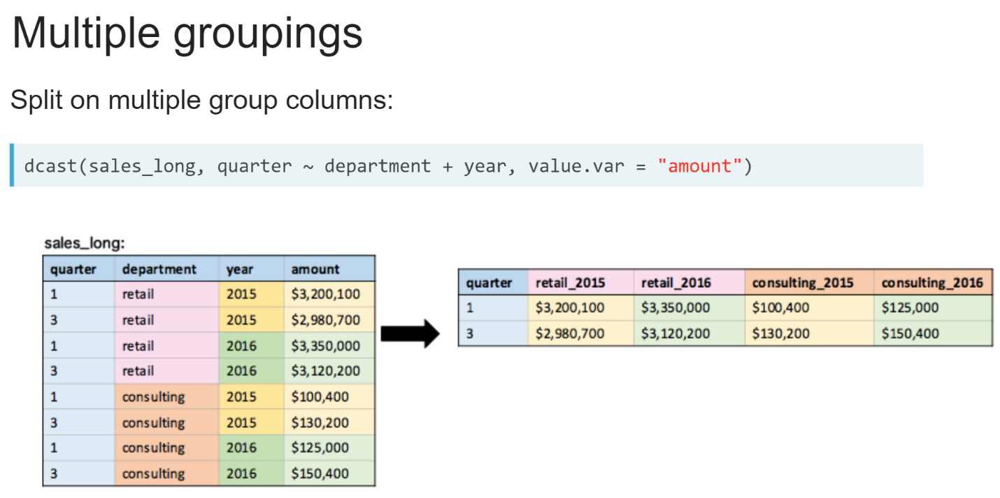 Multiple groupings
Split on multiple group columns:
dcast(sales_long, quarter ~ department + year, value.var = "amount")
sales_long:
quarter department year amount
1 retail 2015 $3,200,100
3 retail 2015 $2,980,700
1 retail 2016 $3,350,000
3 retail 2016 $3,120,200
1 consulting 2015 $100,400
3 consulting 2015 $130,200
1 consulting 2016 $125,000
3 consulting 2016 $150,400
quarter retail_2015 retail_2016 consulting_2015 consulting_2016
1 $3,200,100 $3,350,000 $100,400 $125,000
3 $2,980,700 $3,120,200 $130,200 $150,400